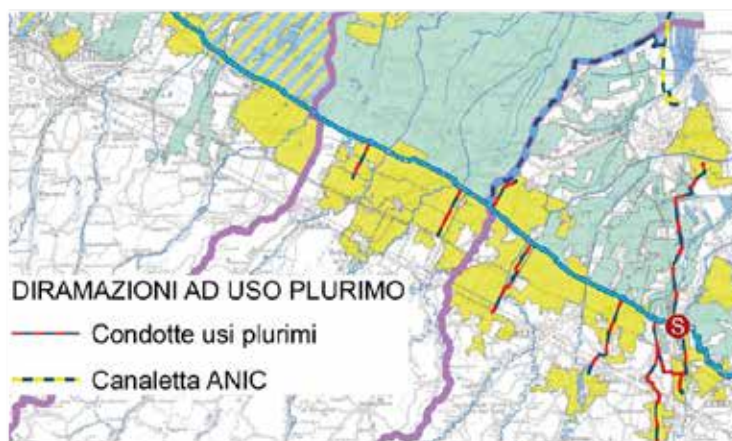 DIRAMAZIONI AD USO PLURIMO
Condotte usi plurimi
Canaletta ANIC
S